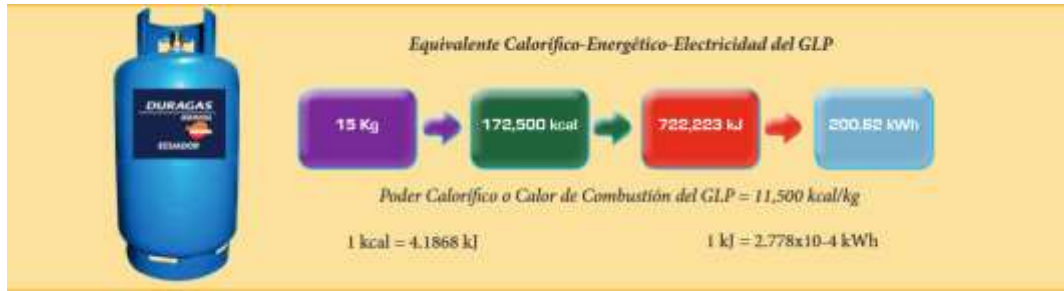 Equivalente Calorífico-Energético-Electricidad del GLP
DURAGAS
ECUADOR
15 Kg
172,500 kcal
722,223 kJ
200.62 kWh
Poder Calorífico o Calor de Combustión del GLP = 11,500 kcal/kg
1 kcal = 4.1868 kJ
1 kJ = 2.778x10-4 kWh